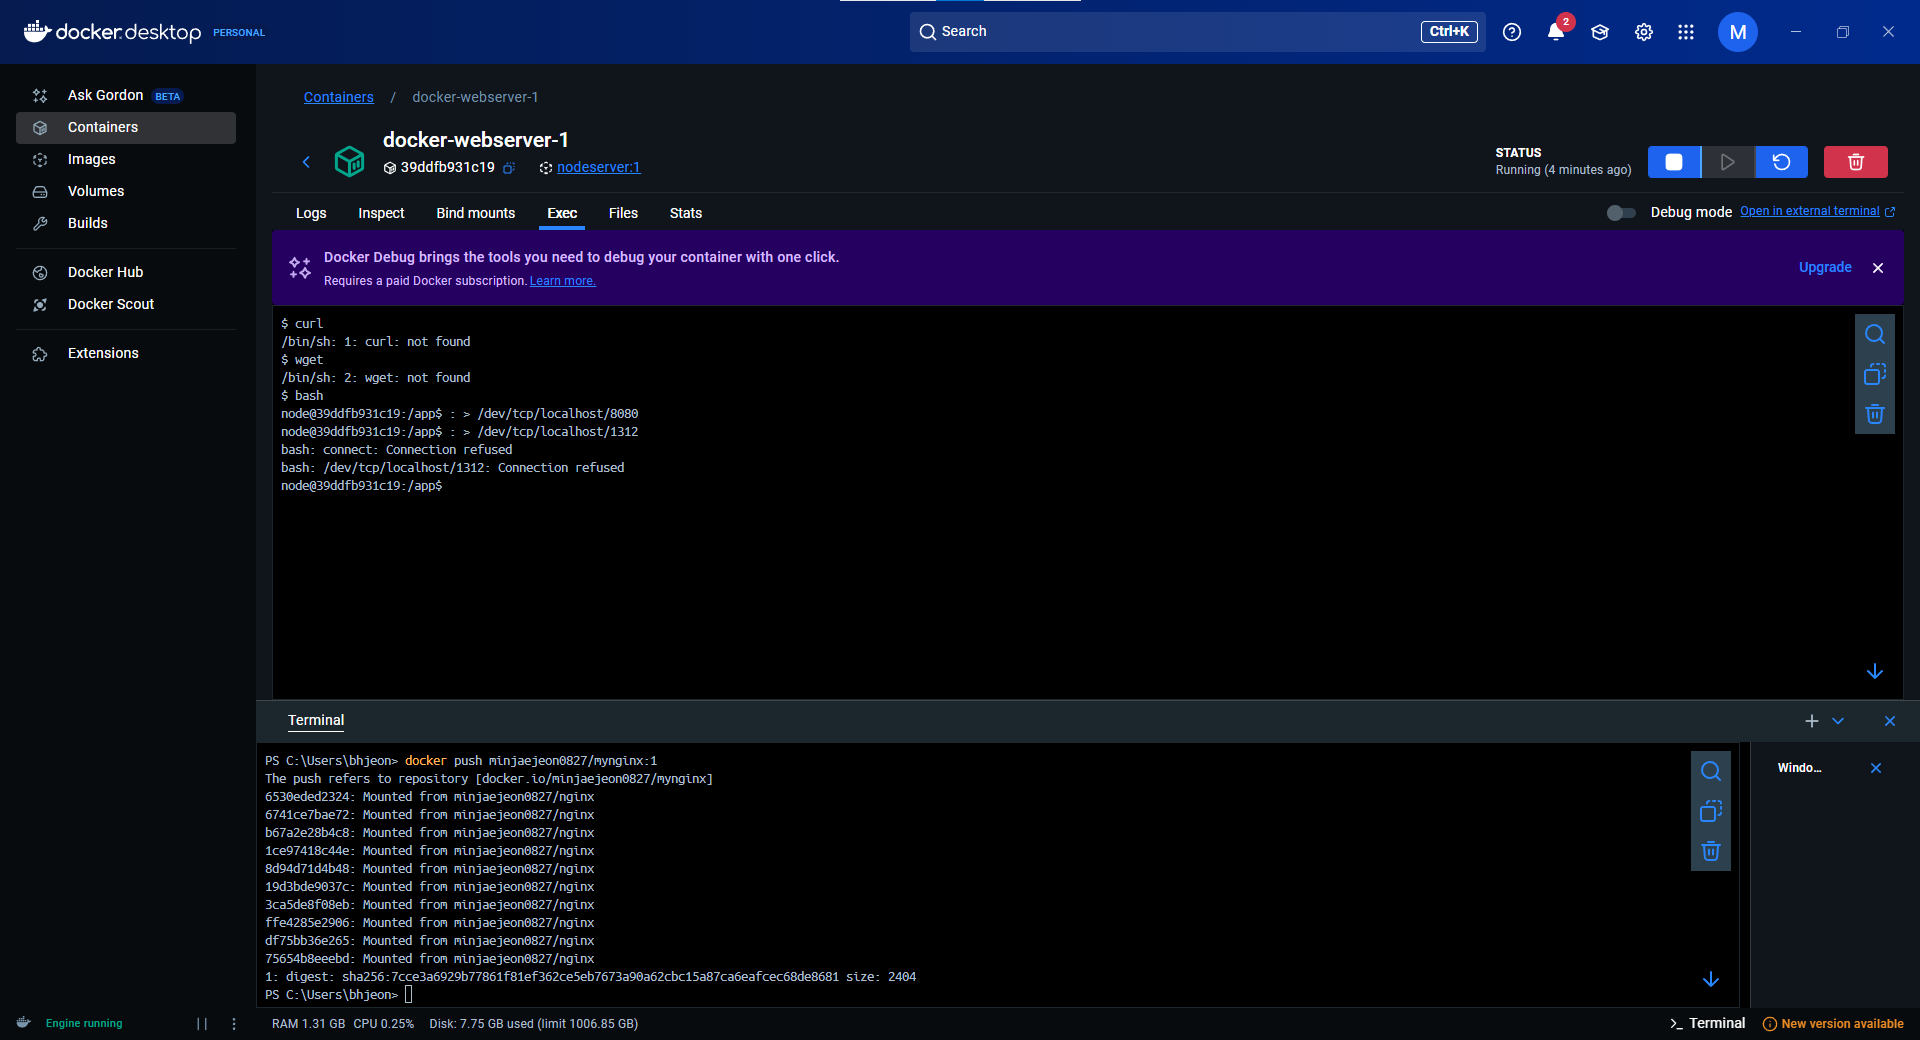 docker.desktop PERSONAL
Search
Ctrl+K
2
M
Ask Gordon BETA
Containers
Images
Volumes
Builds
Docker Hub
Docker Scout
Extensions
Containers / docker-webserver-1
docker-webserver-1
39ddfb931c19 nodeserver:1
STATUS
Running (4 minutes ago)
Logs Inspect Bind mounts Exec Files Stats
Debug mode Open in external terminal
Docker Debug brings the tools you need to debug your container with one click.
Requires a paid Docker subscription. Learn more.
Upgrade
$ curl
/bin/sh: 1: curl: not found
$ wget
/bin/sh: 2: wget: not found
$ bash
node@39ddfb931c19:/app$ : > /dev/tcp/localhost/8080
node@39ddfb931c19:/app$ : > /dev/tcp/localhost/1312
bash: connect: Connection refused
bash: /dev/tcp/localhost/1312: Connection refused
node@39ddfb931c19:/app$
Terminal
PS C:\Users\bhjeon> docker push minjaejeon0827/mynginx:1
The push refers to repository [docker.io/minjaejeon0827/mynginx]
6530eded2324: Mounted from minjaejeon0827/nginx
6741ce7bae72: Mounted from minjaejeon0827/nginx
b67a2e28b4c8: Mounted from minjaejeon0827/nginx
1ce97418c44e: Mounted from minjaejeon0827/nginx
8d94d71d4b48: Mounted from minjaejeon0827/nginx
19d3bde9037c: Mounted from minjaejeon0827/nginx
3ca5de8f08eb: Mounted from minjaejeon0827/nginx
ffe4285e2906: Mounted from minjaejeon0827/nginx
df75bb36e265: Mounted from minjaejeon0827/nginx
75654b8eeebd: Mounted from minjaejeon0827/nginx
1: digest: sha256:7cce3a6929b77861f81ef362ce5eb7673a90a62cbc15a87ca6eafcec68de8681 size: 2404
PS C:\Users\bhjeon>
Windo...
Engine running
RAM 1.31 GB CPU 0.25% Disk: 7.75 GB used (limit 1006.85 GB)
Terminal
New version available